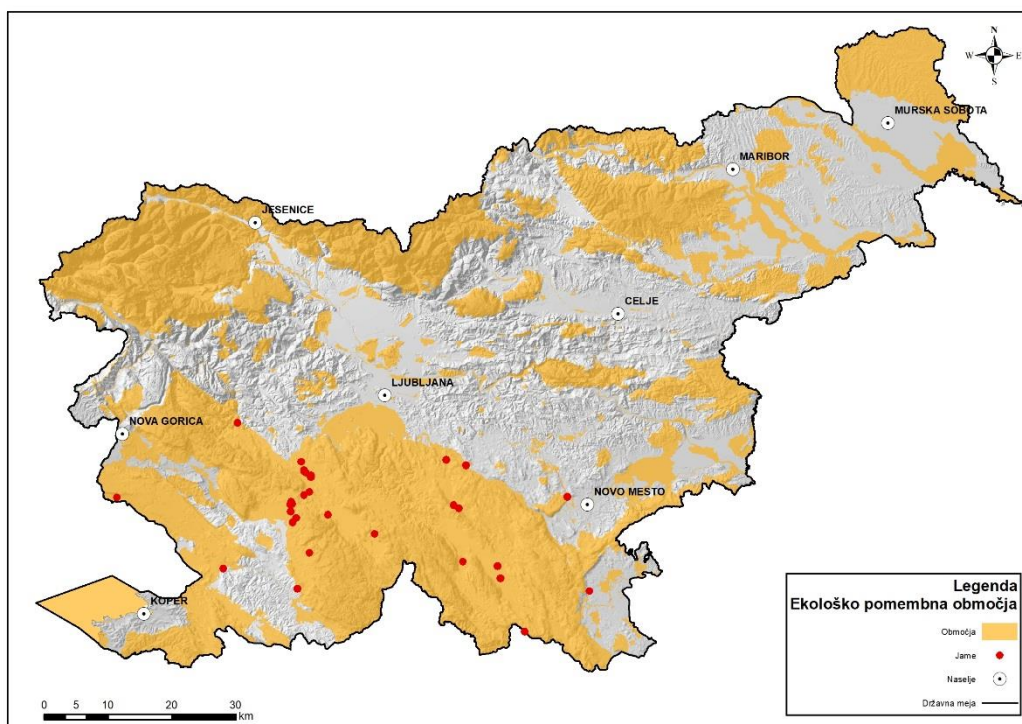 N
W E
S
MURSKA SOBOTA
MARIBOR
JESENICE
CELJE
LJUBLJANA
NOVA GORICA
NOVO MESTO
KOPER
Legenda
Ekološko pomembna območja
Območja
Jame
Naselje
Državna meja
0 5 10 20 30
km